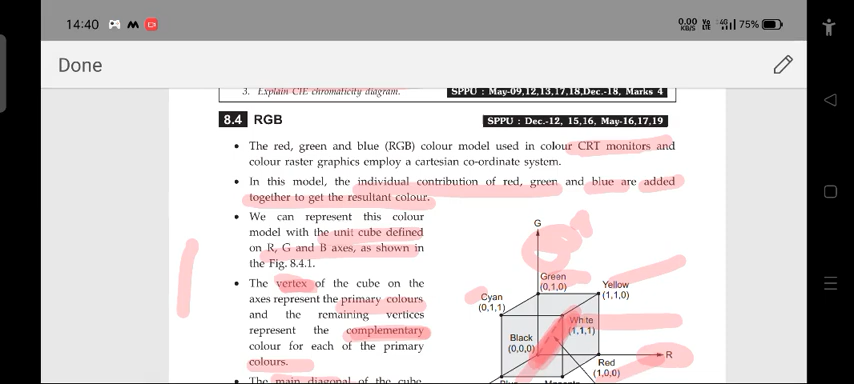 14:40
0.00 KB/S
4G
75%
Done
3. Explain CIE chromaticity diagram.
SPPU : May-09,12,13,17,18,Dec.-18, Marks 4
8.4 RGB
SPPU : Dec.-12, 15,16, May-16,17,19
• The red, green and blue (RGB) colour model used in colour CRT monitors and
colour raster graphics employ a cartesian co-ordinate system.
• In this model, the individual contribution of red, green and blue are added
together to get the resultant colour.
• We can represent this colour
model with the unit cube defined
on R, G and B axes, as shown in
the Fig. 8.4.1.
• The vertex of the cube on the
axes represent the primary colours
and the remaining vertices
represent the complementary
colour for each of the primary
colours.
• The main diagonal of the cube
G
Green
(0,1,0)
Yellow
(1,1,0)
Cyan
(0,1,1)
White
(1,1,1)
Black
(0,0,0)
R
Red
(1,0,0)